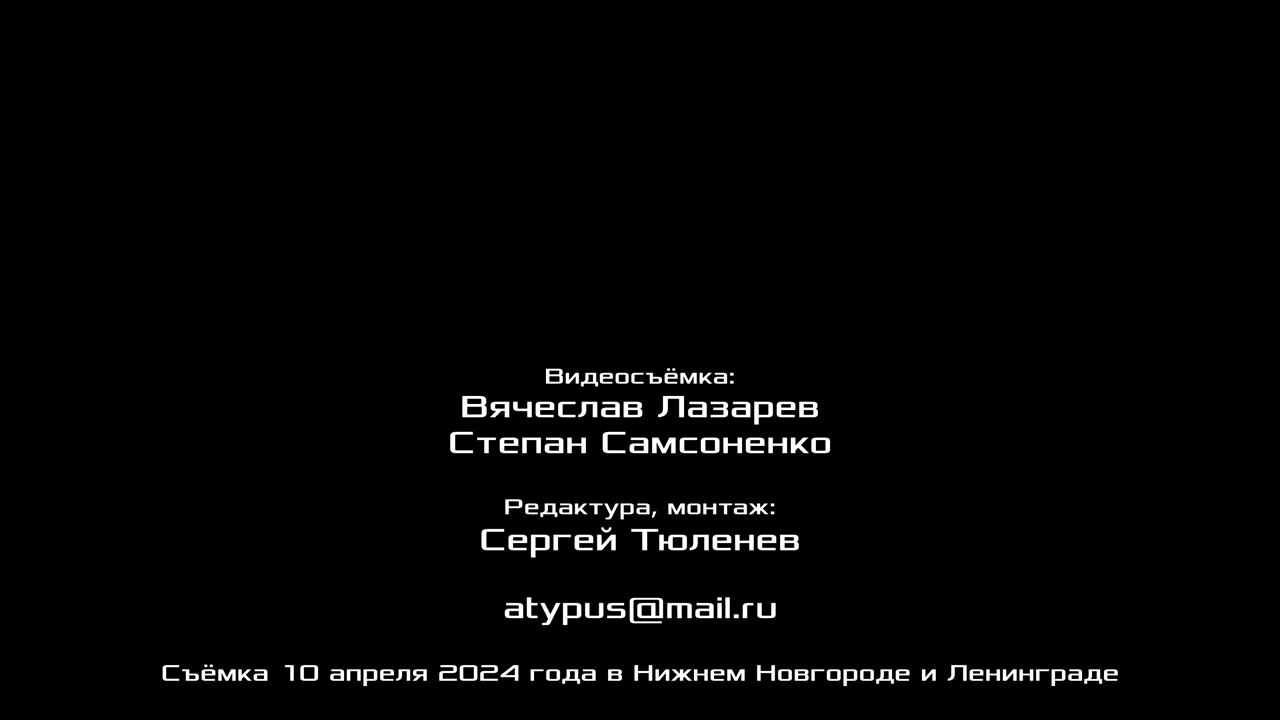 Видеосъёмка:
Вячеслав Лазарев
Степан Самсоненко
Редактура, монтаж:
Сергей Тюленев
atypus@mail.ru
Съёмка 10 апреля 2024 года в Нижнем Новгороде и Ленинграде